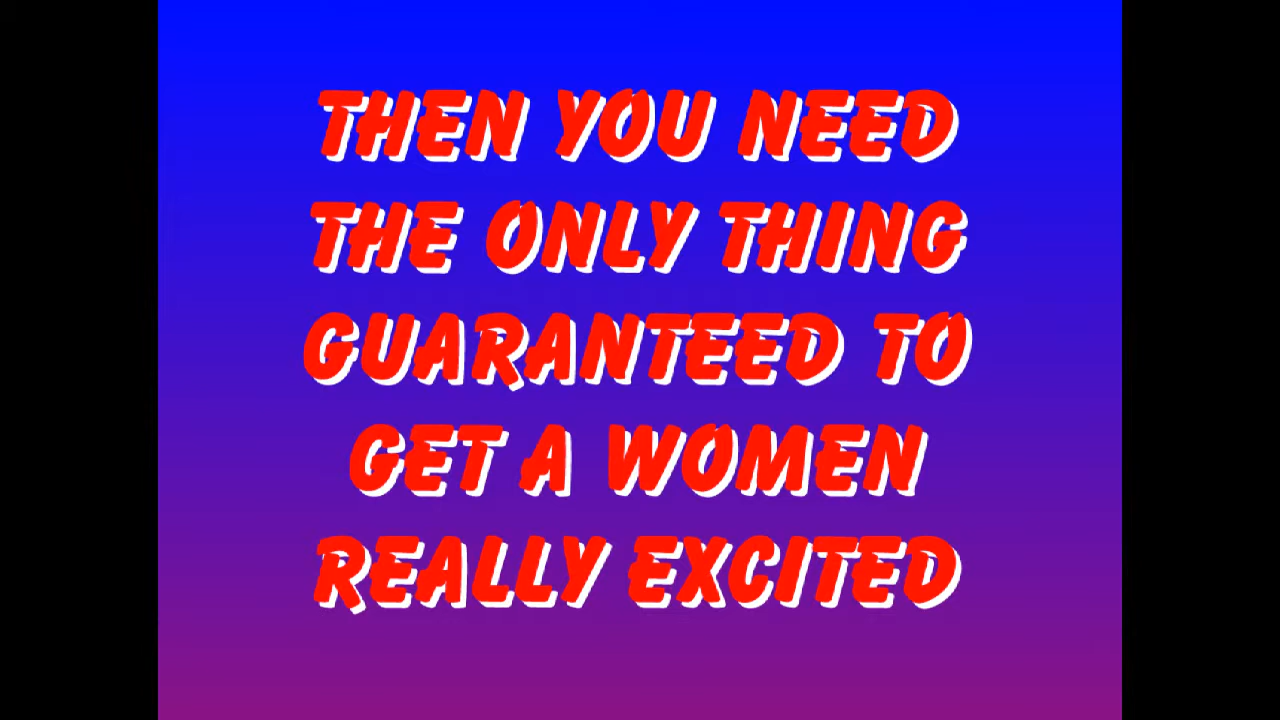 THEN YOU NEED
THE ONLY THING
GUARANTEED TO
GET A WOMEN
REALLY EXCITED